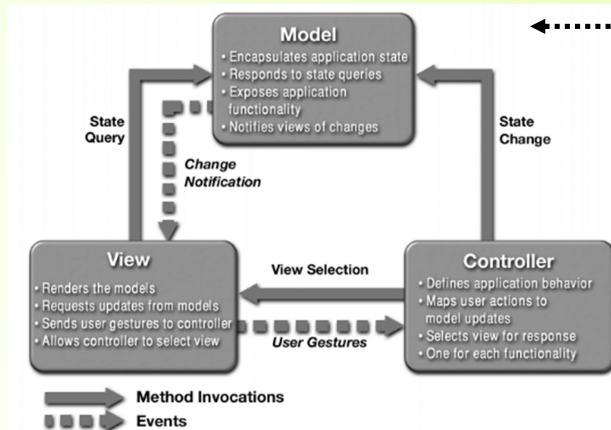 Model
• Encapsulates application state
• Responds to state queries
• Exposes application
functionality
• Notifies views of changes
State
Query
State
Change
Change
Notification
View
• Renders the models
• Requests updates from models
• Sends user gestures to controller
• Allows controller to select view
View Selection
User Gestures
Controller
• Defines application behavior
• Maps user actions to
model updates
• Selects view for response
• One for each functionality
Method Invocations
Events